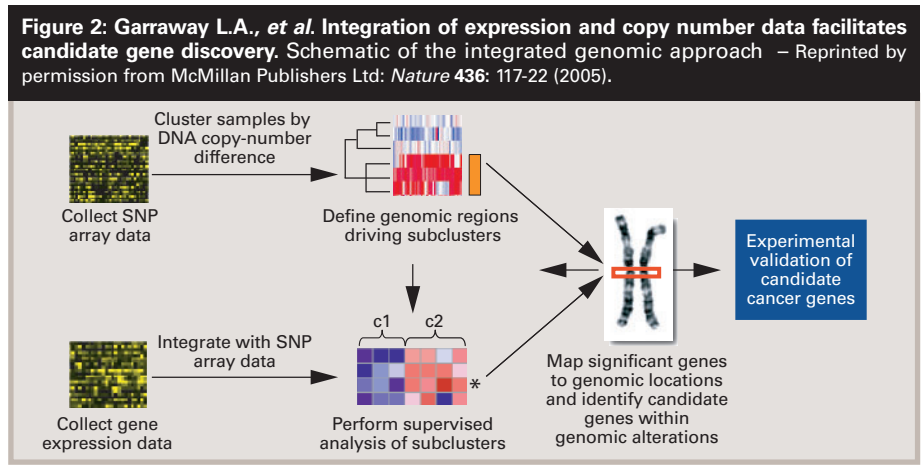 Figure 2: Garraway L.A., et al. Integration of expression and copy number data facilitates
candidate gene discovery. Schematic of the integrated genomic approach – Reprinted by
permission from McMillan Publishers Ltd: Nature 436: 117-22 (2005).
Cluster samples by
DNA copy-number
difference
Collect SNP
array data
Define genomic regions
driving subclusters
Experimental
validation of
candidate
cancer genes
c1 c2
Integrate with SNP
array data
*
Map significant genes
to genomic locations
and identify candidate
genes within
genomic alterations
Collect gene
expression data
Perform supervised
analysis of subclusters